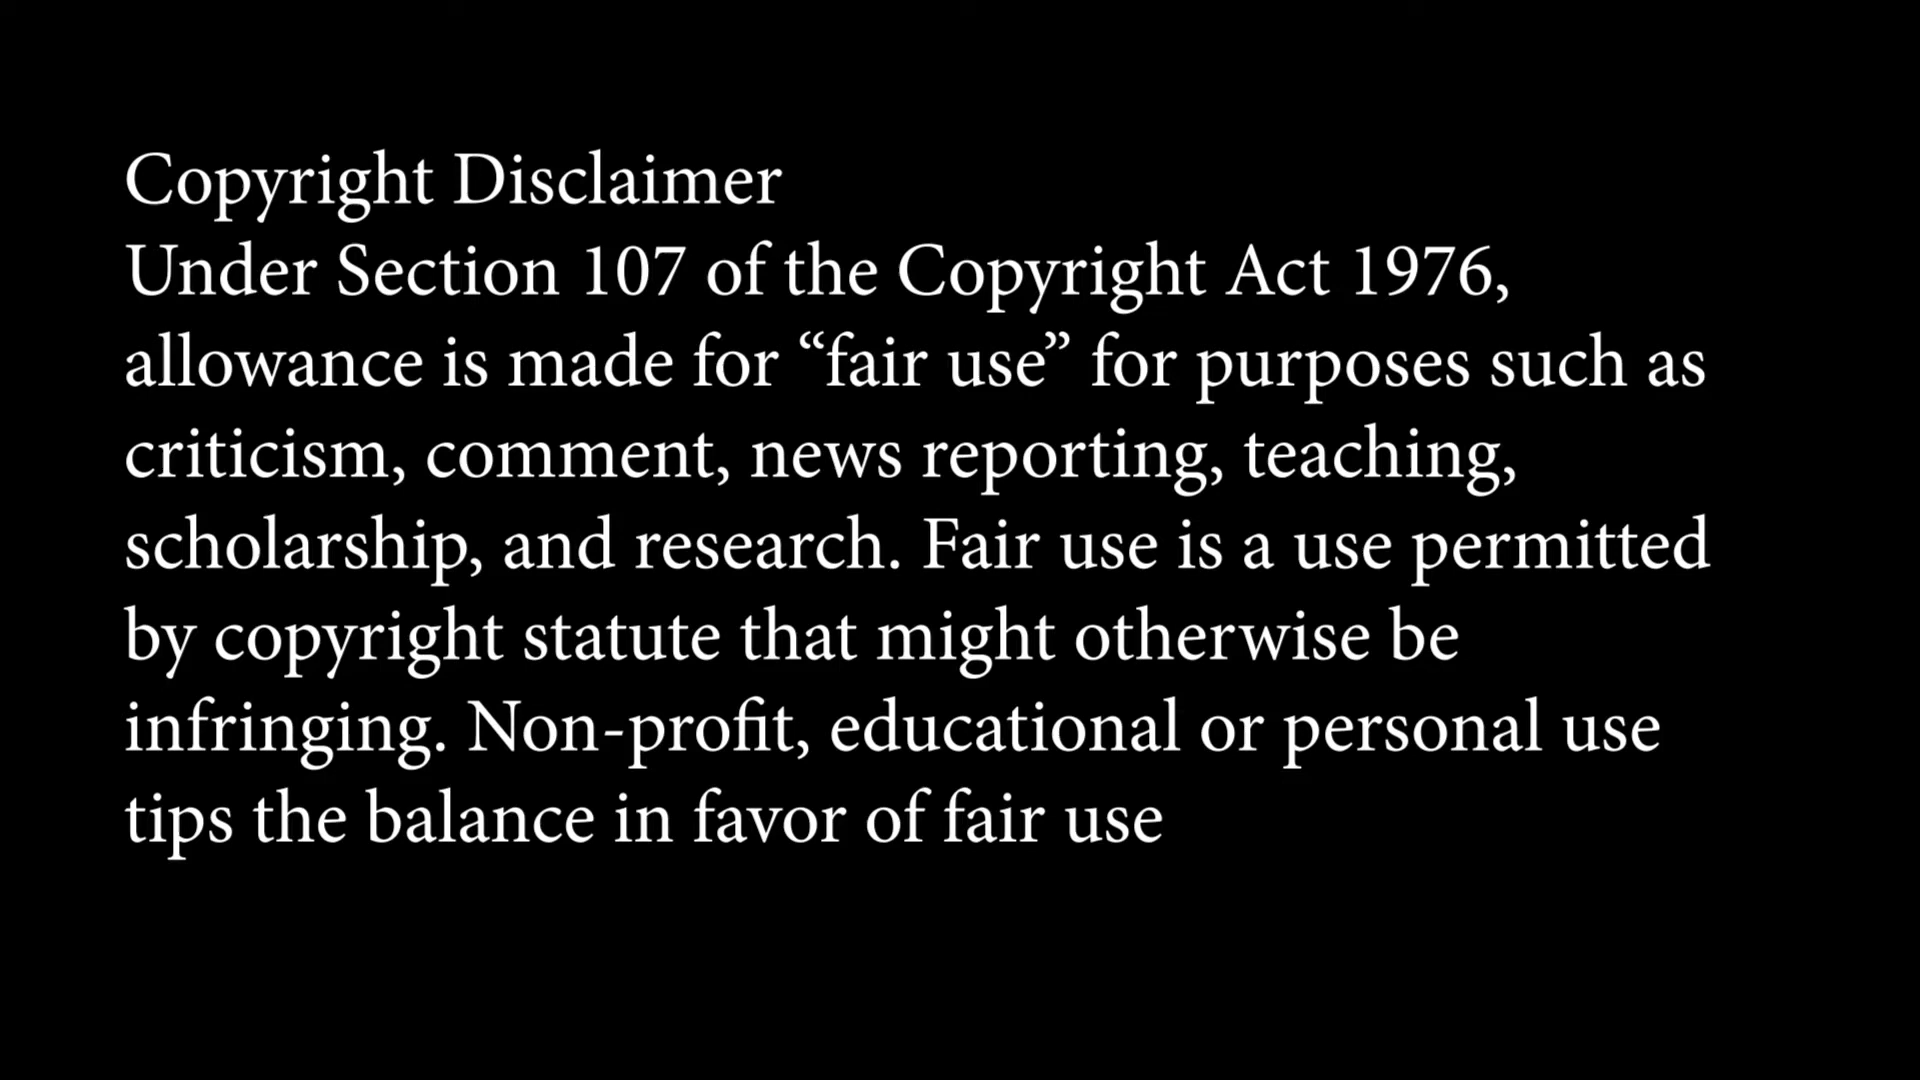 Copyright Disclaimer
Under Section 107 of the Copyright Act 1976,
allowance is made for “fair use” for purposes such as
criticism, comment, news reporting, teaching,
scholarship, and research. Fair use is a use permitted
by copyright statute that might otherwise be
infringing. Non-profit, educational or personal use
tips the balance in favor of fair use